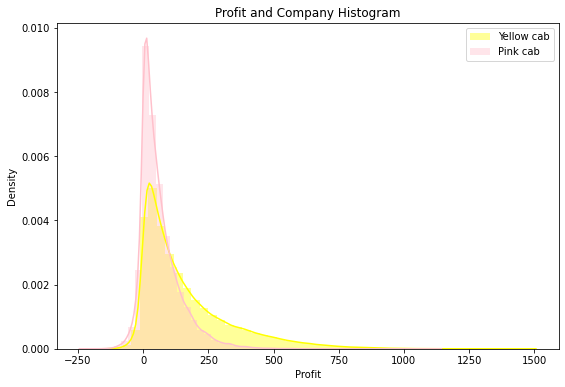 Profit and Company Histogram
Yellow cab
Pink cab
Density
0.010
0.008
0.006
0.004
0.002
0.000
−250
0
250
500
750
1000
1250
1500
Profit